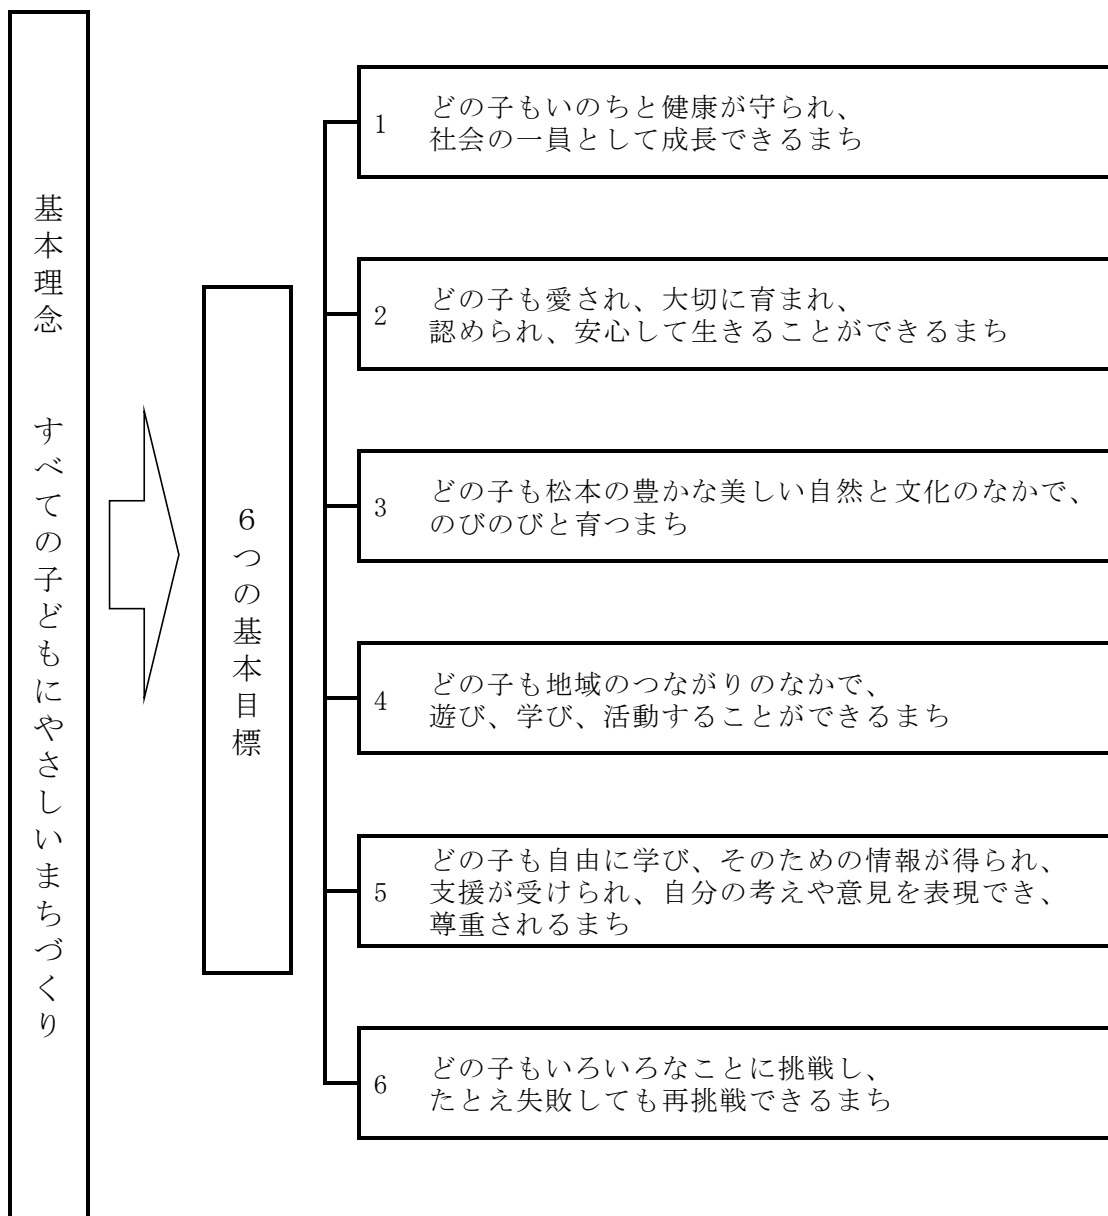 基本理念　すべての子どもにやさしいまちづくり
６つの基本目標
1 どの子もいのちと健康が守られ、
社会の一員として成長できるまち
2 どの子も愛され、大切に育まれ、
認められ、安心して生きることができるまち
3 どの子も松本の豊かな美しい自然と文化のなかで、
のびのびと育つまち
4 どの子も地域のつながりのなかで、
遊び、学び、活動することができるまち
5 どの子も自由に学び、そのための情報が得られ、
支援が受けられ、自分の考えや意見を表現でき、
尊重されるまち
6 どの子もいろいろなことに挑戦し、
たとえ失敗しても再挑戦できるまち